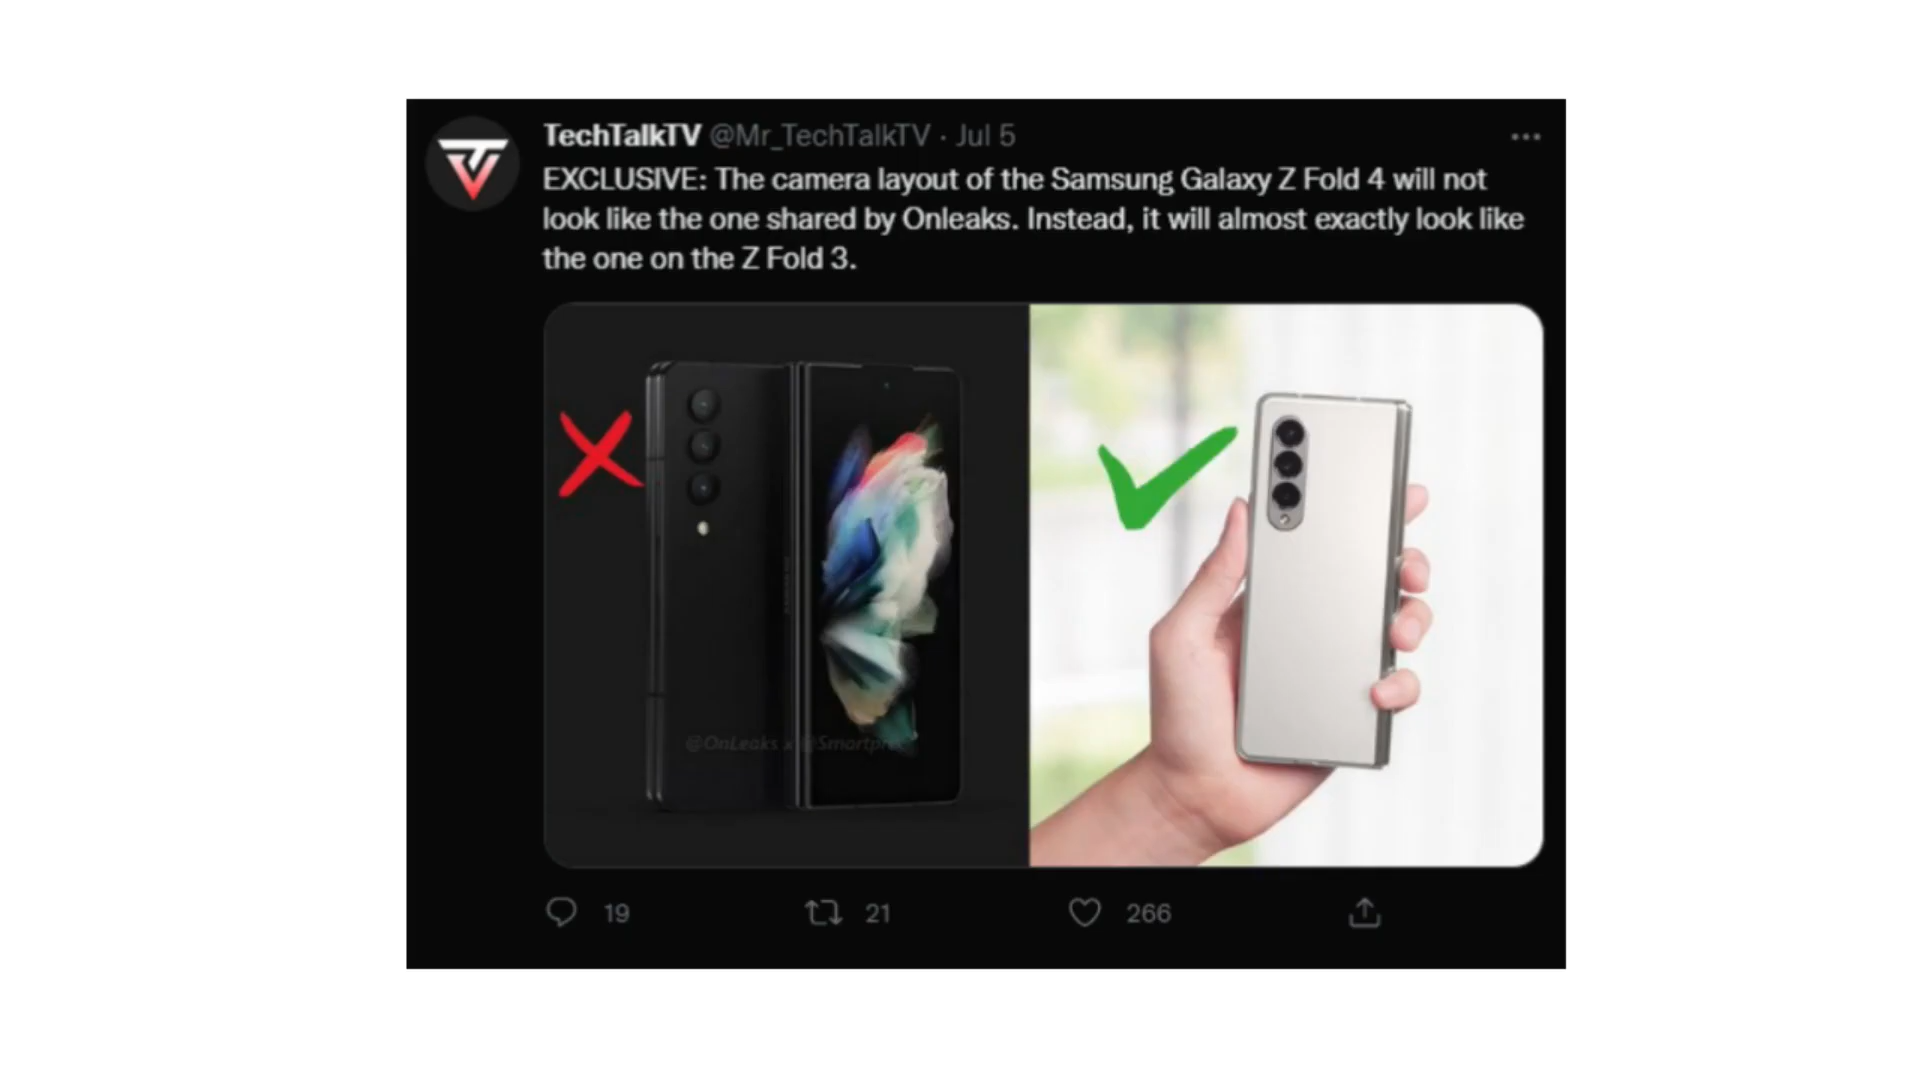 TechTalkTV @Mr_TechTalkTV · Jul 5
EXCLUSIVE: The camera layout of the Samsung Galaxy Z Fold 4 will not
look like the one shared by Onleaks. Instead, it will almost exactly look like
the one on the Z Fold 3.
@OnLeaks x @Smartprix
19 21 266